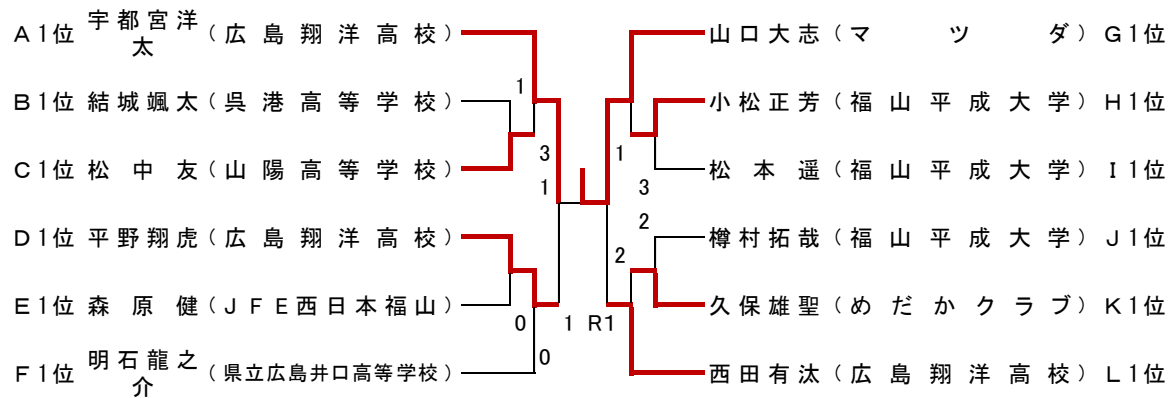 A1位 宇都宮洋太 (広島翔洋高校)
B1位 結城颯太 (呉港高等学校)
C1位 松中友 (山陽高等学校)
D1位 平野翔虎 (広島翔洋高校)
E1位 森原健 (JFE西日本福山)
F1位 明石龍之介 (県立広島井口高等学校)
1
3
1
0
1
0
山口大志 (マツダ) G1位
小松正芳 (福山平成大学) H1位
松本遥 (福山平成大学) I1位
樽村拓哉 (福山平成大学) J1位
久保雄聖 (めだかクラブ) K1位
西田有汰 (広島翔洋高校) L1位
1
3
2
2
R1